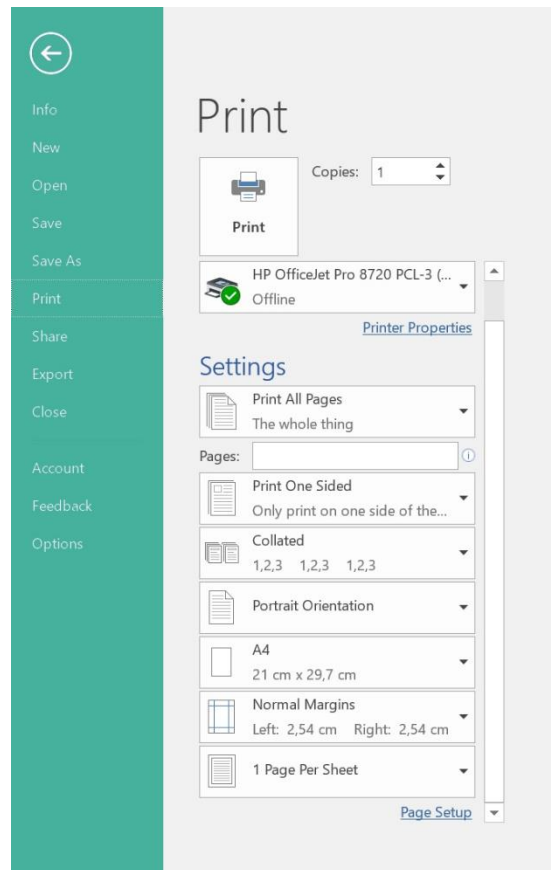 Info
New
Open
Save
Save As
Print
Share
Export
Close
Account
Feedback
Options
Print
Copies: 1
Print
HP OfficeJet Pro 8720 PCL-3 (...
Offline
Printer Properties
Settings
Print All Pages
The whole thing
Pages:
Print One Sided
Only print on one side of the...
Collated
1,2,3 1,2,3 1,2,3
Portrait Orientation
A4
21 cm x 29,7 cm
Normal Margins
Left: 2,54 cm Right: 2,54 cm
1 Page Per Sheet
Page Setup